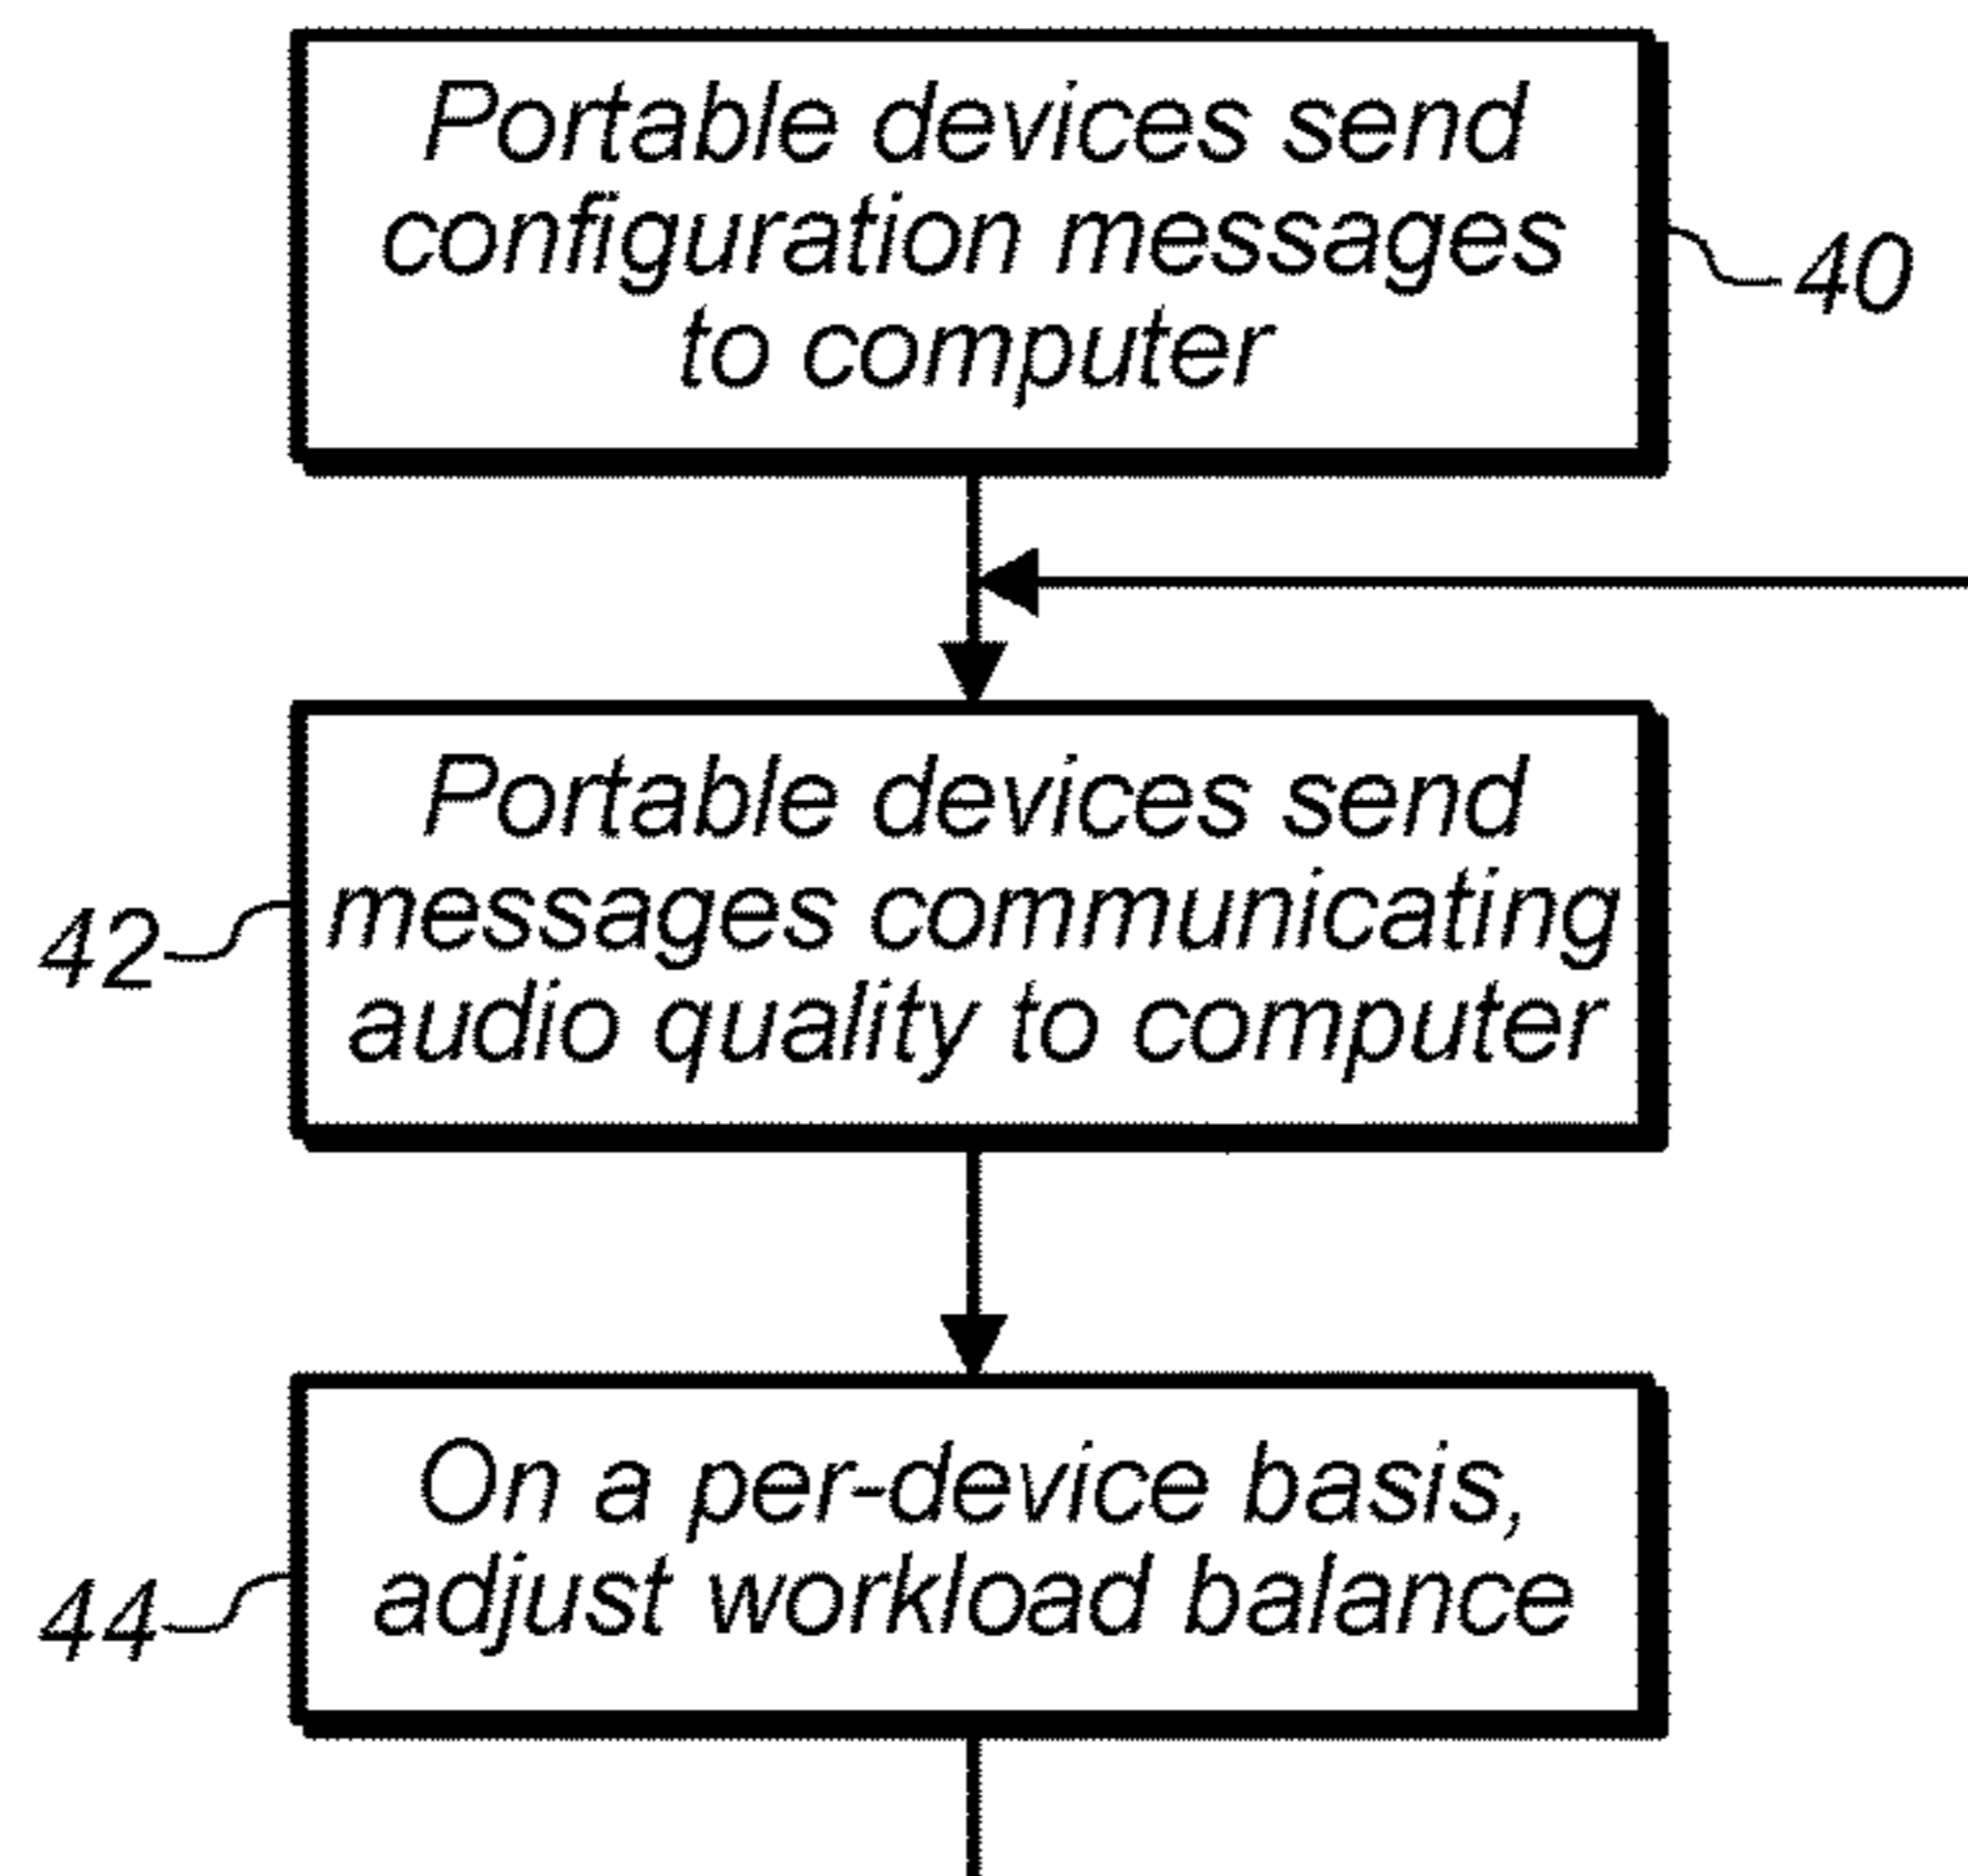 Portable devices send
configuration messages
to computer
40
Portable devices send
messages communicating
audio quality to computer
42
On a per-device basis,
adjust workload balance
44